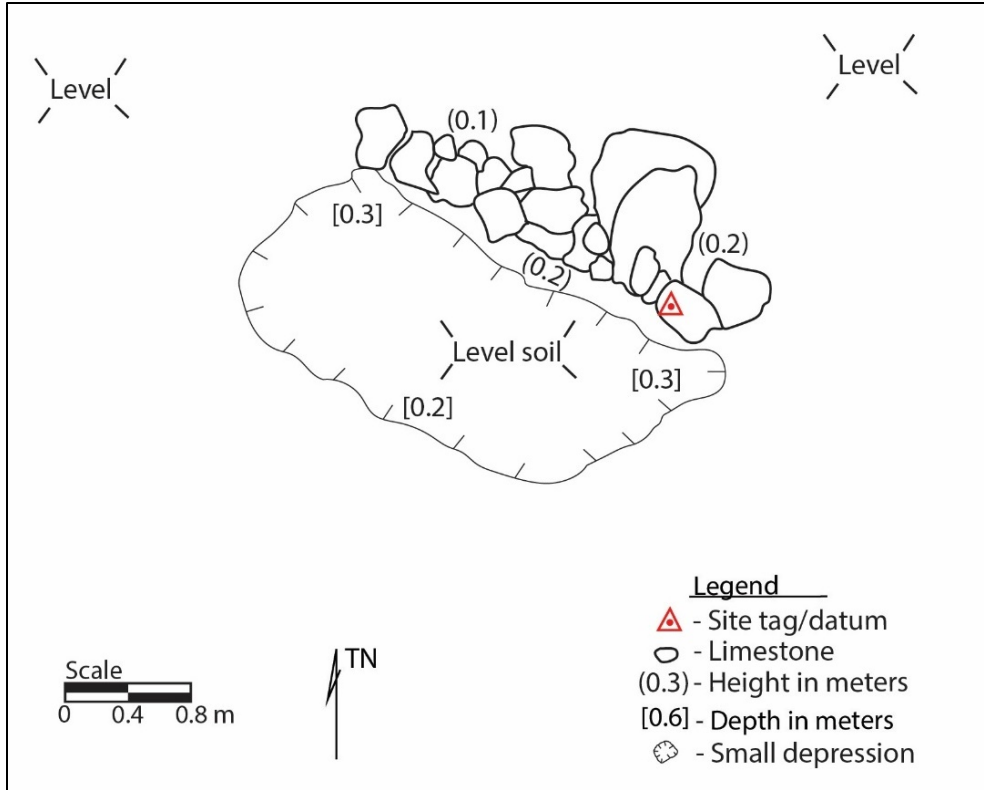 Level
Level
(0.1)
[0.3]
(0.2)
(0.2)
Level soil
[0.3]
[0.2]
Legend
- Site tag/datum
- Limestone
(0.3) - Height in meters
[0.6] - Depth in meters
- Small depression
TN
Scale
0 0.4 0.8 m